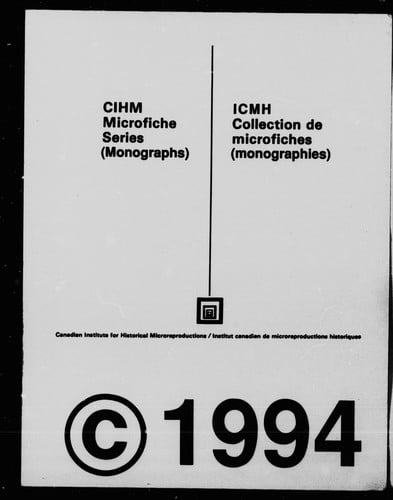 CIHM
Microfiche
Series
(Monographs)
ICMH
Collection de
microfiches
(monographies)
Canadian Institute for Historical Microreproductions / Institut canadien de microreproductions historiques
© 1994